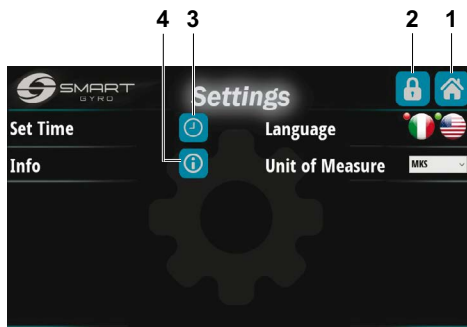 4 3 2 1
SMART
GYRO
Settings
Set Time Language
Info Unit of Measure MKS